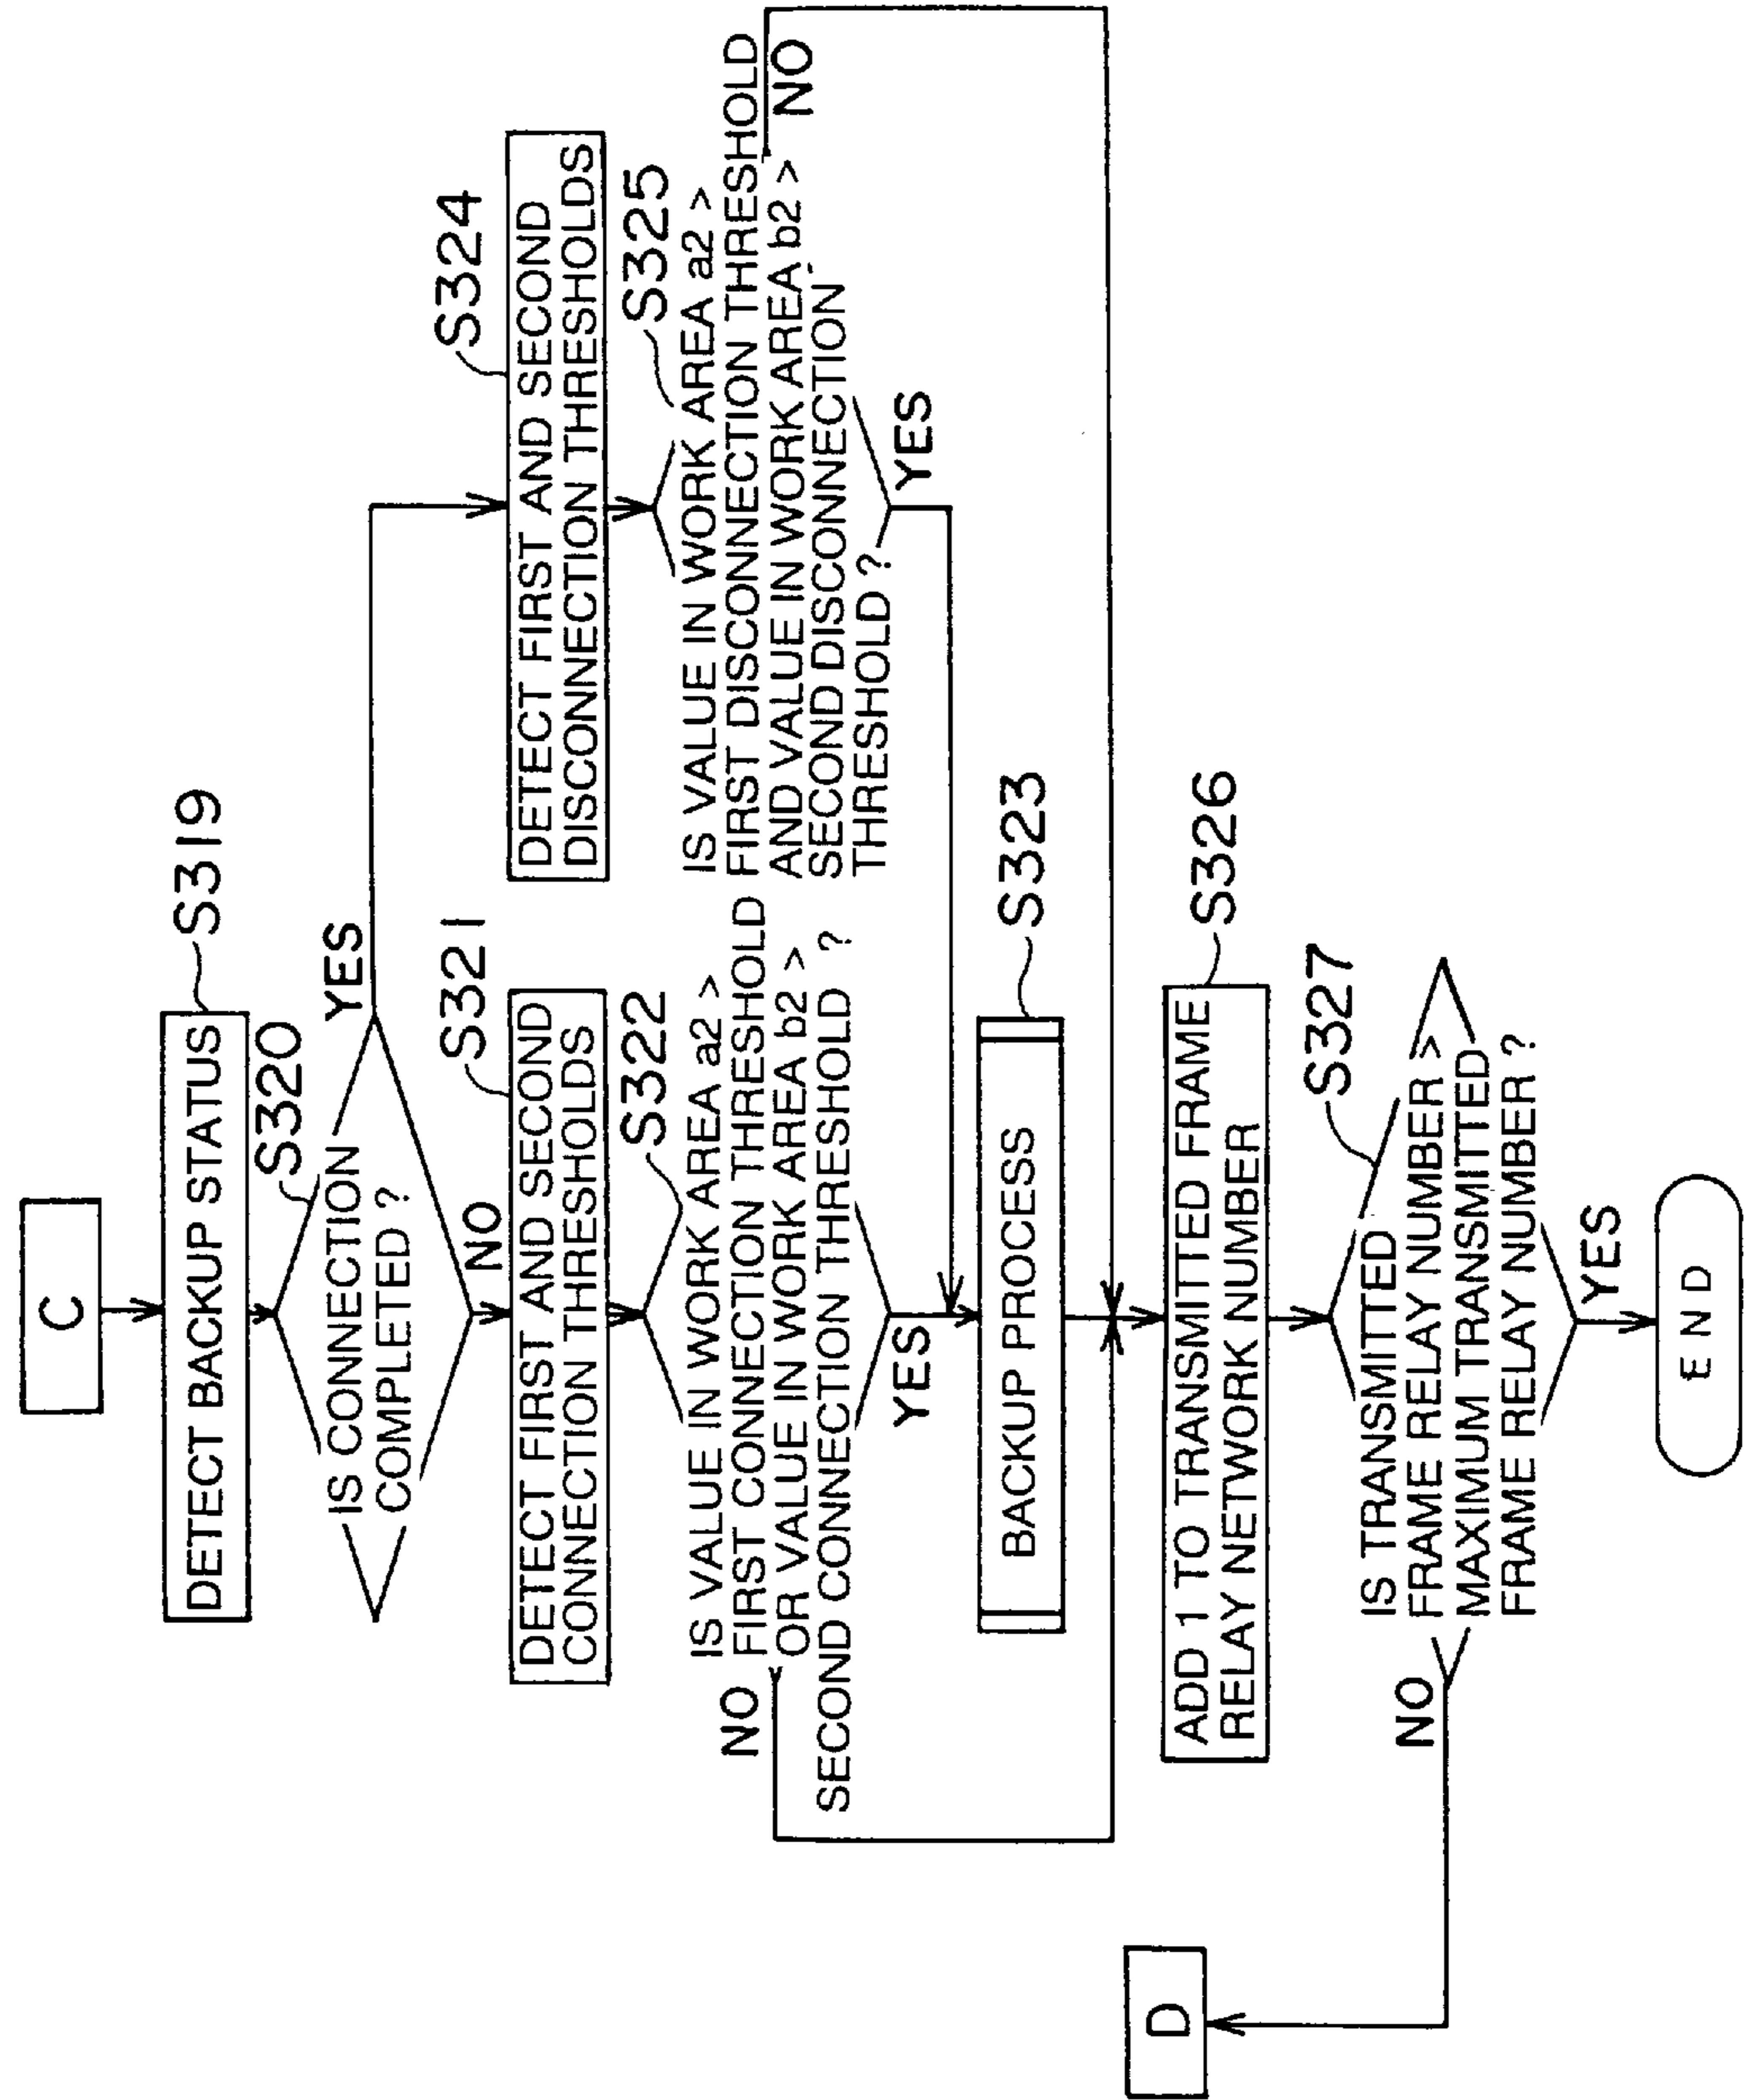 C
DETECT BACKUP STATUS
S319
S320
IS CONNECTION
COMPLETED ?
YES
NO
S321
DETECT FIRST AND SECOND
CONNECTION THRESHOLDS
S324
DETECT FIRST AND SECOND
DISCONNECTION THRESHOLDS
S322
IS VALUE IN WORK AREA a2 >
FIRST CONNECTION THRESHOLD
OR VALUE IN WORK AREA b2 >
SECOND CONNECTION THRESHOLD ?
NO
YES
S325
IS VALUE IN WORK AREA a2 >
FIRST DISCONNECTION THRESHOLD
AND VALUE IN WORK AREA b2 >
SECOND DISCONNECTION
THRESHOLD ?
NO
YES
S323
BACKUP PROCESS
S326
ADD 1 TO TRANSMITTED FRAME
RELAY NETWORK NUMBER
D
S327
IS TRANSMITTED
FRAME RELAY NUMBER >
MAXIMUM TRANSMITTED
FRAME RELAY NUMBER ?
NO
YES
END